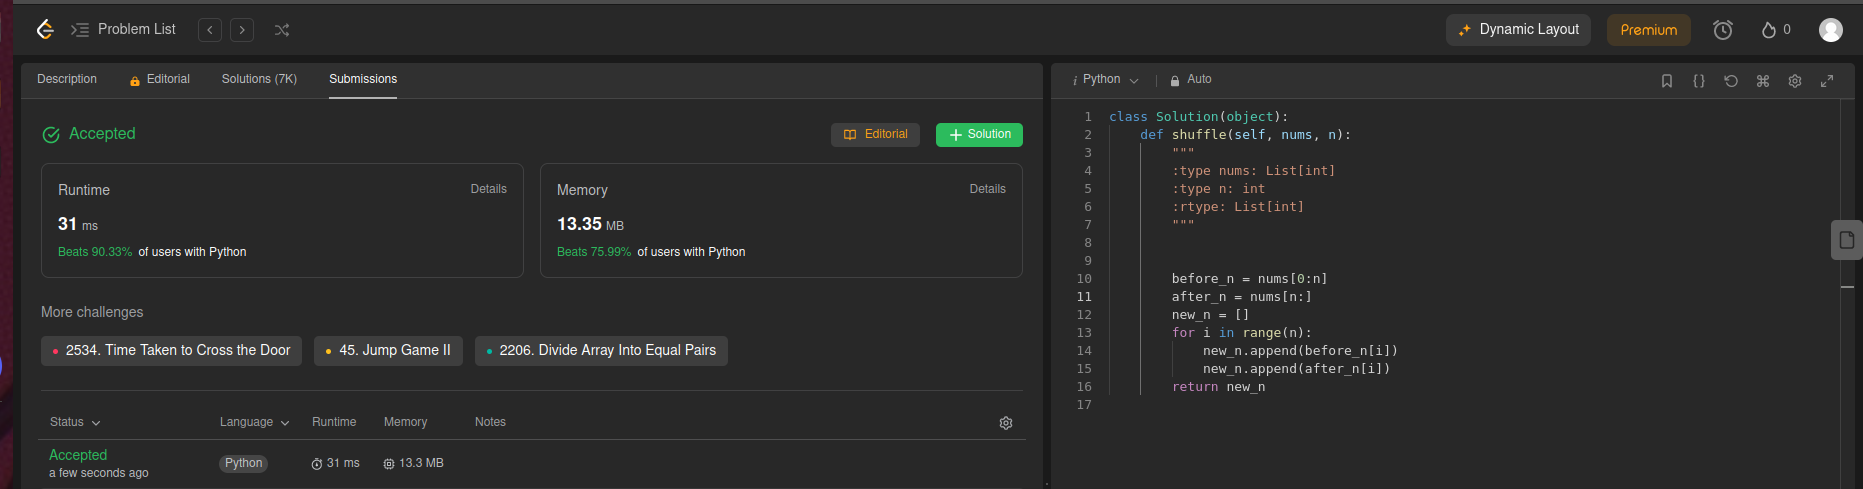 Problem List
Dynamic Layout
Premium
0
Description
Editorial
Solutions (7K)
Submissions
Accepted
Editorial
Solution
Runtime
Details
31 ms
Beats 90.33% of users with Python
Memory
Details
13.35 MB
Beats 75.99% of users with Python
More challenges
2534. Time Taken to Cross the Door
45. Jump Game II
2206. Divide Array Into Equal Pairs
Status
Language
Runtime
Memory
Notes
Accepted
a few seconds ago
Python
31 ms
13.3 MB
i Python
Auto
1 class Solution(object):
2     def shuffle(self, nums, n):
3         """
4         :type nums: List[int]
5         :type n: int
6         :rtype: List[int]
7         """
8
9
10         before_n = nums[0:n]
11         after_n = nums[n:]
12         new_n = []
13         for i in range(n):
14             new_n.append(before_n[i])
15             new_n.append(after_n[i])
16         return new_n
17